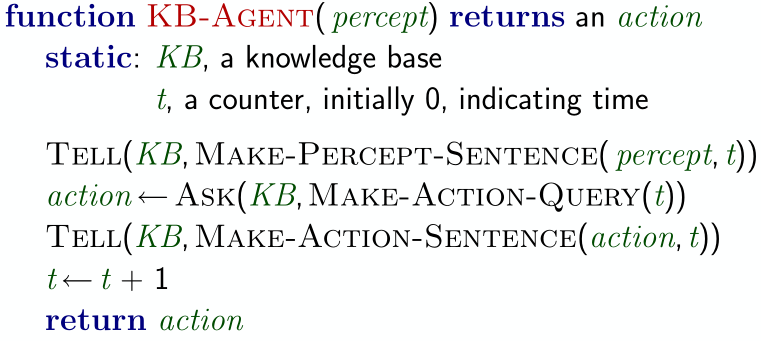 function KB-AGENT( percept) returns an action
static: KB, a knowledge base
t, a counter, initially 0, indicating time
TELL(KB, MAKE-PERCEPT-SENTENCE( percept, t))
action ← ASK(KB, MAKE-ACTION-QUERY(t))
TELL(KB, MAKE-ACTION-SENTENCE(action, t))
t ← t + 1
return action